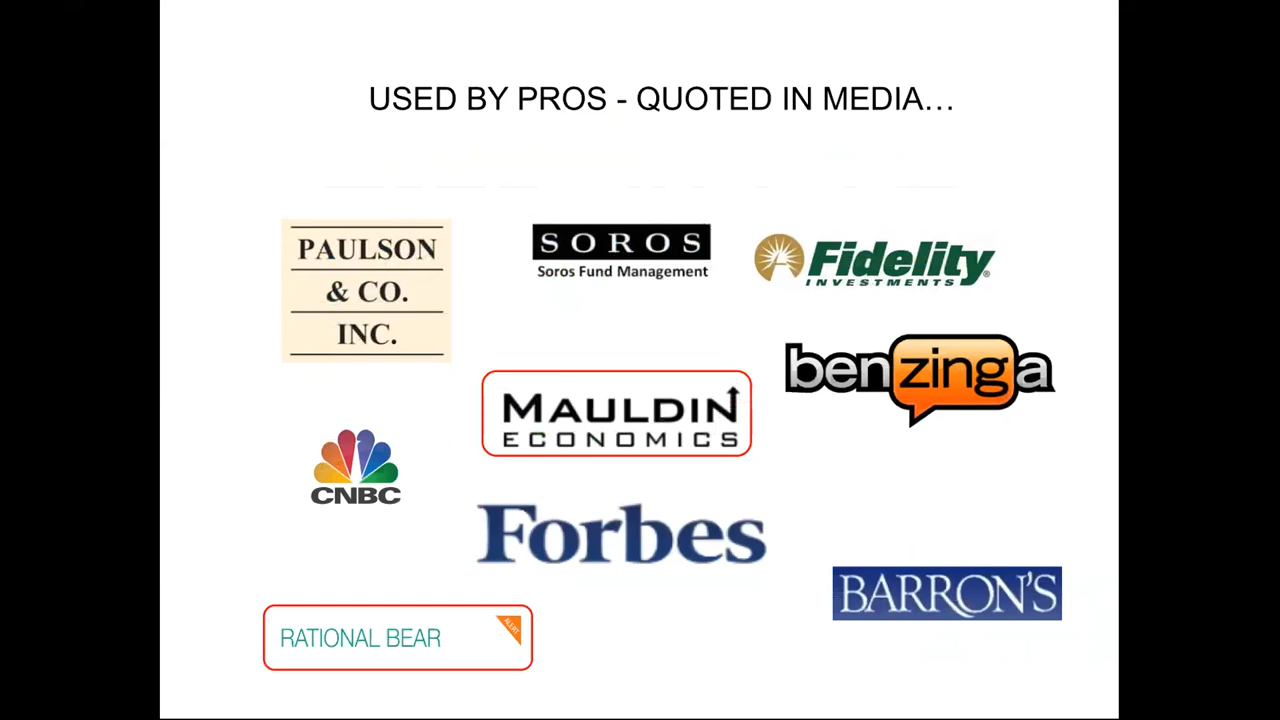 USED BY PROS - QUOTED IN MEDIA…
PAULSON
& CO.
INC.
SOROS
Soros Fund Management
Fidelity
INVESTMENTS®
benzinga
MAULDIN
ECONOMICS
CNBC
Forbes
BARRON'S
RATIONAL BEAR
ALERT